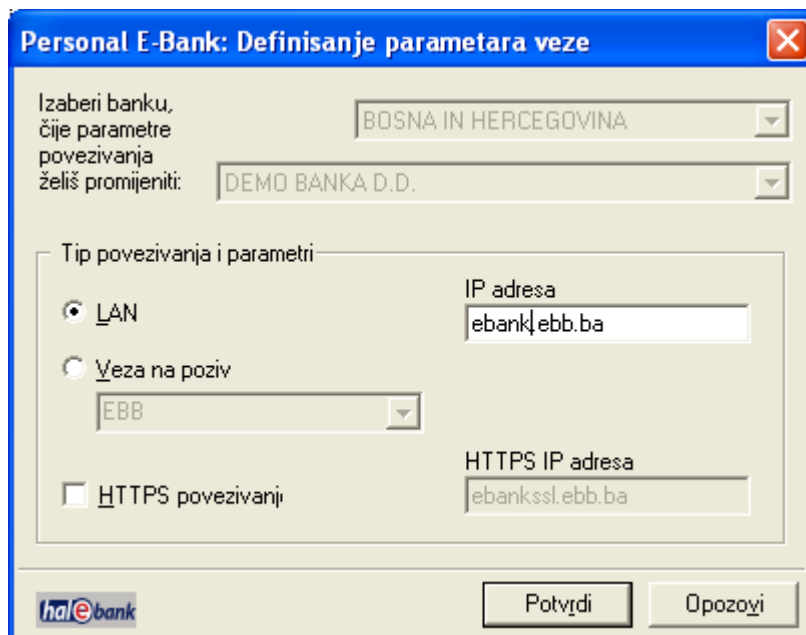 Personal E-Bank: Definisanje parametara veze
Izaberi banku,
čije parametre
povezivanja
želiš promijeniti:
BOSNA IN HERCEGOVINA
DEMO BANKA D.D.
Tip povezivanja i parametri
LAN
IP adresa
ebank.ebb.ba
Veza na poziv
EBB
HTTPS povezivanj
HTTPS IP adresa
ebankssl.ebb.ba
hal ebank
Potvrdi
Opozovi